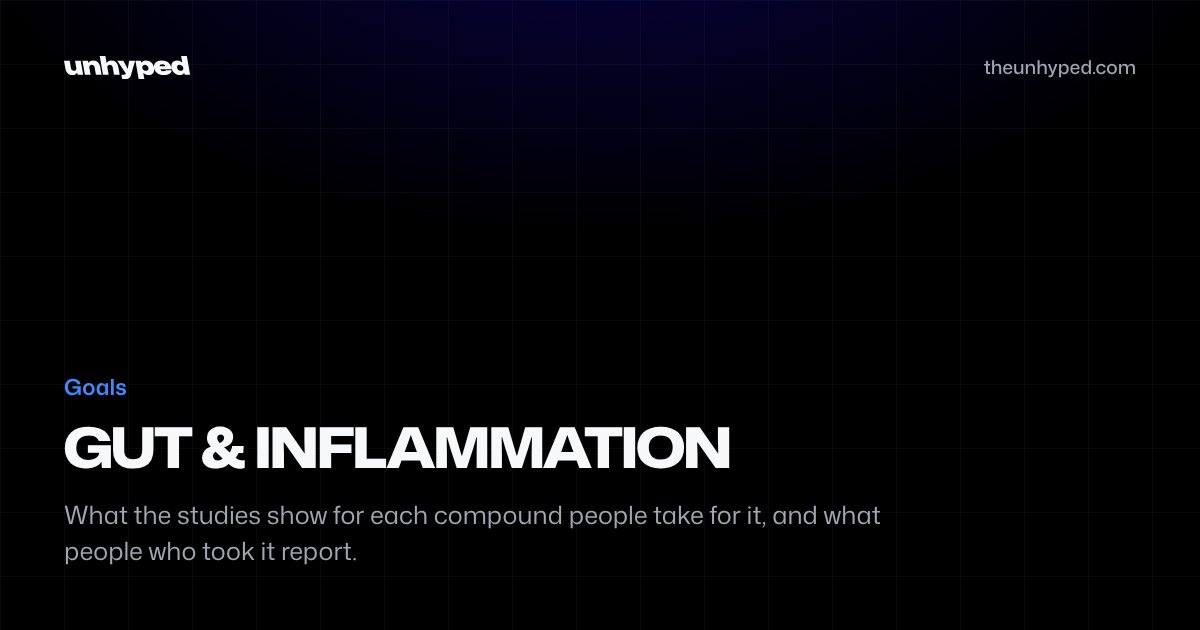 unhyped
theunhyped.com
Goals
GUT & INFLAMMATION
What the studies show for each compound people take for it, and what
people who took it report.